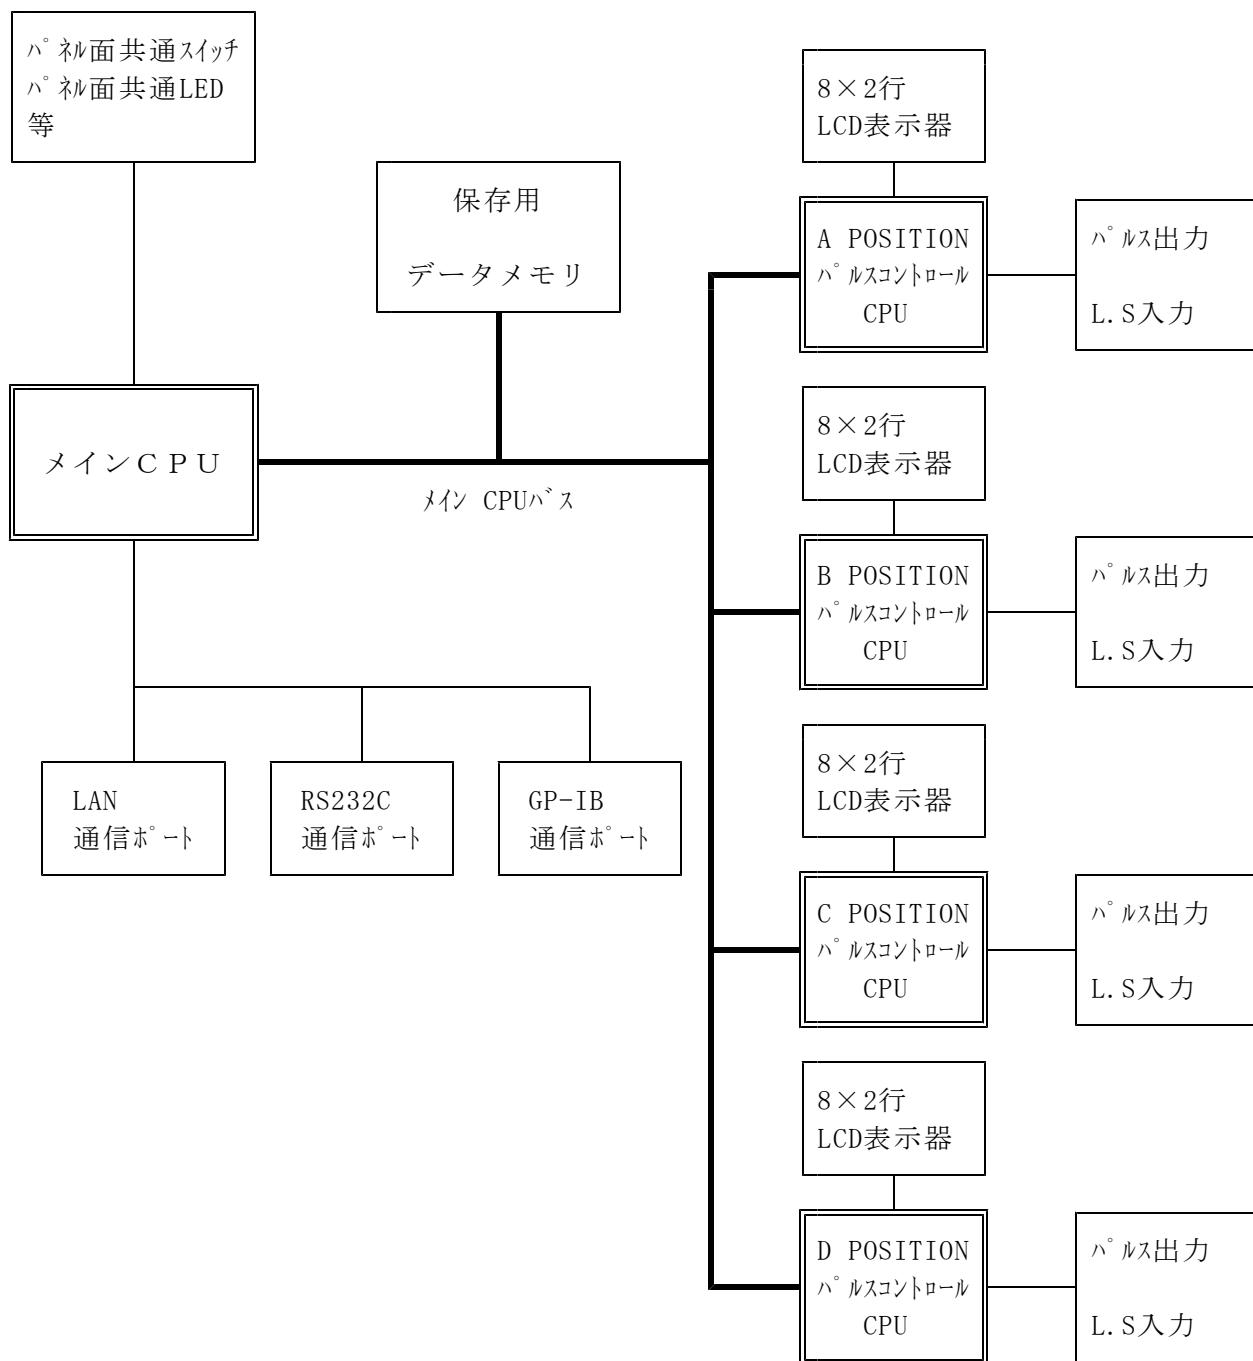 ﾊﾟﾈﾙ面共通ｽｲｯﾁ
ﾊﾟﾈﾙ面共通LED
等
保存用
データメモリ
メインＣＰＵ
ﾒｲﾝ CPUﾊﾞｽ
LAN
通信ﾎﾟｰﾄ
RS232C
通信ﾎﾟｰﾄ
GP-IB
通信ﾎﾟｰﾄ
8×2行
LCD表示器
A POSITION
ﾊﾟﾙｽｺﾝﾄﾛｰﾙ
CPU
ﾊﾟﾙｽ出力
L.S入力
8×2行
LCD表示器
B POSITION
ﾊﾟﾙｽｺﾝﾄﾛｰﾙ
CPU
ﾊﾟﾙｽ出力
L.S入力
8×2行
LCD表示器
C POSITION
ﾊﾟﾙｽｺﾝﾄﾛｰﾙ
CPU
ﾊﾟﾙｽ出力
L.S入力
8×2行
LCD表示器
D POSITION
ﾊﾟﾙｽｺﾝﾄﾛｰﾙ
CPU
ﾊﾟﾙｽ出力
L.S入力